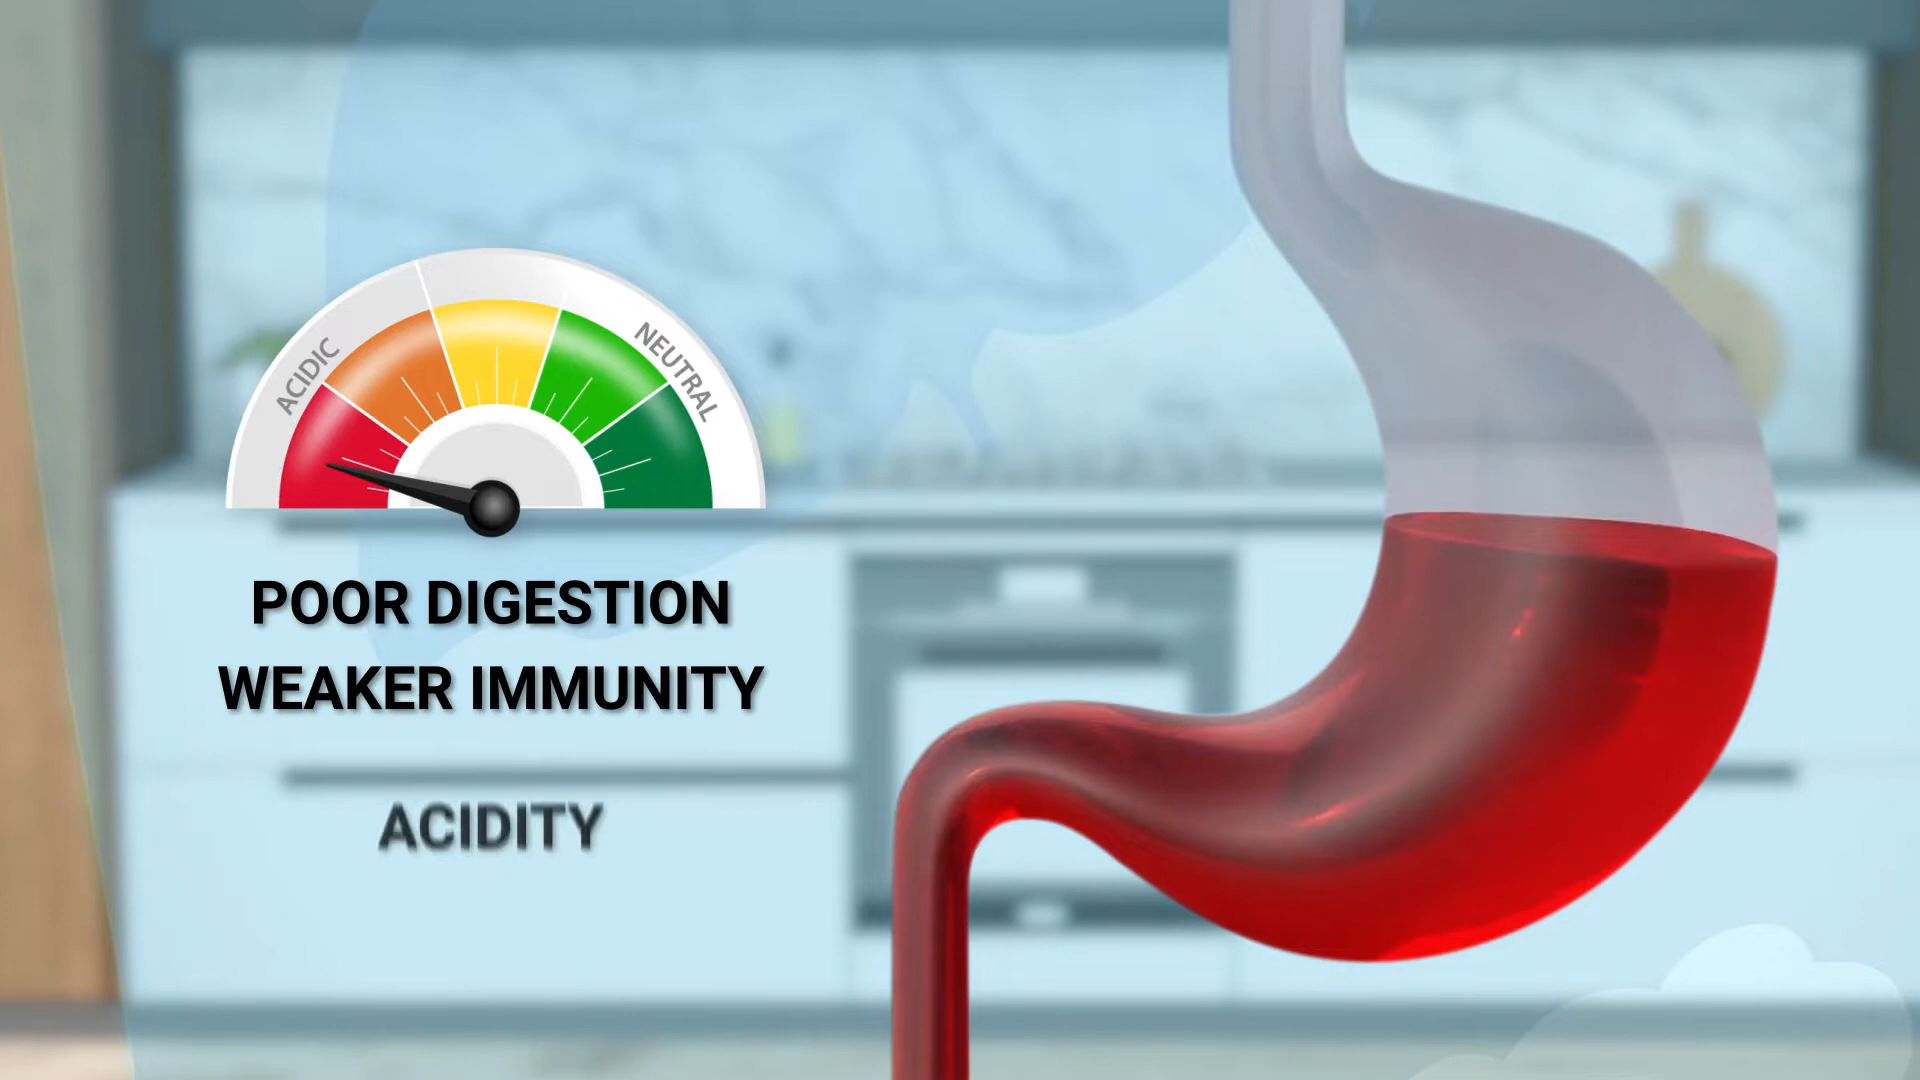 ACIDIC
NEUTRAL
POOR DIGESTION
WEAKER IMMUNITY
ACIDITY